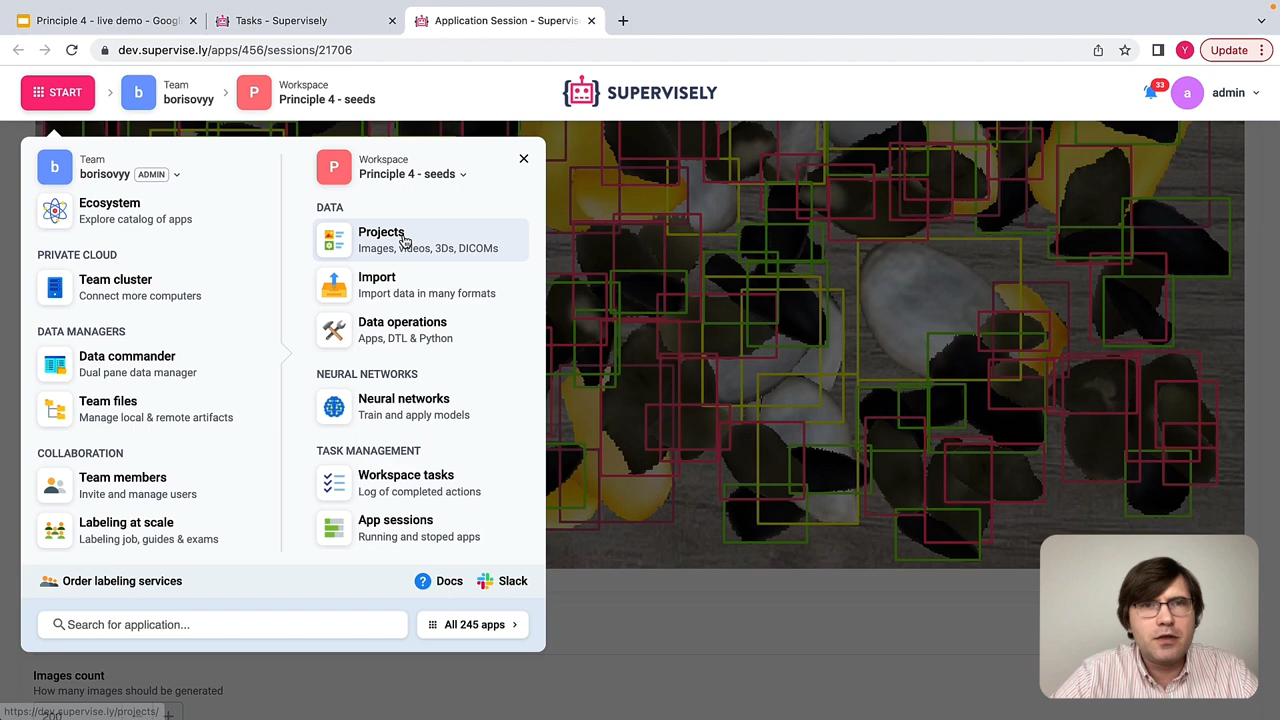 Principle 4 - live demo - Googl
Tasks - Supervisely
Application Session - Supervis
dev.supervise.ly/apps/456/sessions/21706
Y
Update
START
b
Team
borisovyy
P
Workspace
Principle 4 - seeds
SUPERVISELY
33
a
admin
b
Team
borisovyy ADMIN
Ecosystem
Explore catalog of apps
PRIVATE CLOUD
Team cluster
Connect more computers
DATA MANAGERS
Data commander
Dual pane data manager
Team files
Manage local & remote artifacts
COLLABORATION
Team members
Invite and manage users
Labeling at scale
Labeling job, guides & exams
P
Workspace
Principle 4 - seeds
DATA
Projects
Images, videos, 3Ds, DICOMs
Import
Import data in many formats
Data operations
Apps, DTL & Python
NEURAL NETWORKS
Neural networks
Train and apply models
TASK MANAGEMENT
Workspace tasks
Log of completed actions
App sessions
Running and stoped apps
Order labeling services
? Docs
Slack
Search for application...
All 245 apps
Images count
How many images should be generated
https://dev.supervise.ly/projects/